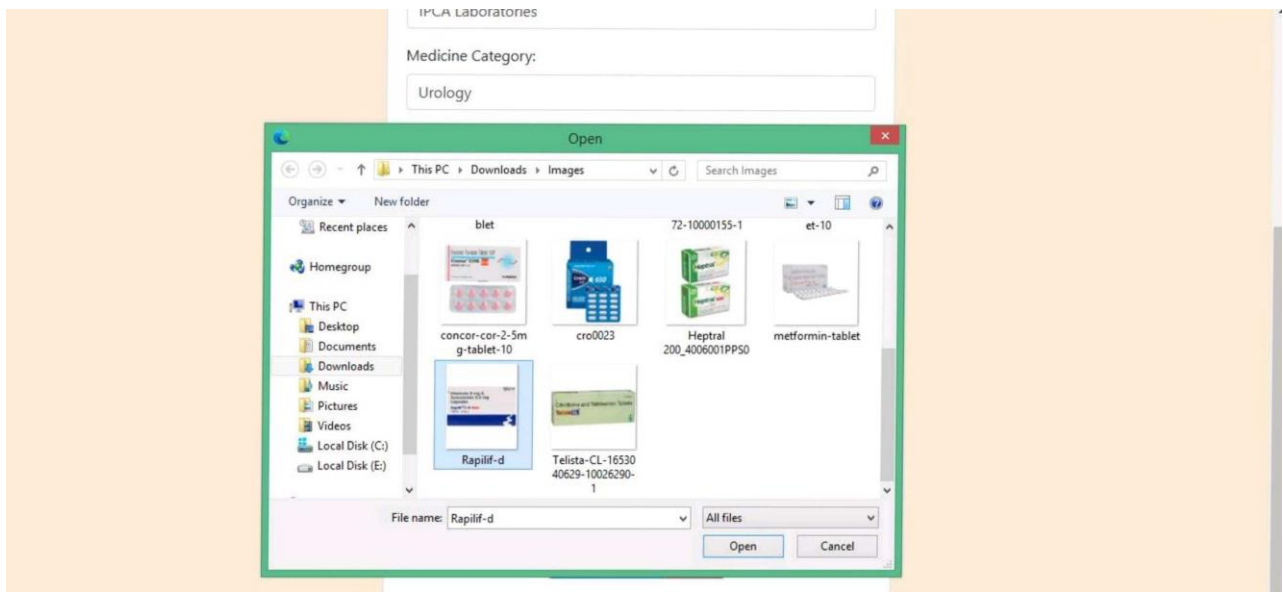 IPCA Laboratories
Medicine Category:
Urology
Open
This PC Downloads Images
Search Images
Organize
New folder
Recent places
Homegroup
This PC
Desktop
Documents
Downloads
Music
Pictures
Videos
Local Disk (C:)
Local Disk (E:)
blet
72-10000155-1
et-10
concor-cor-2-5m
g-tablet-10
cro0023
Heptral
200_4006001PPS0
metformin-tablet
Heptral
Rapilif-d
Telista-CL-16530
40629-10026290-
1
File name: Rapilif-d
All files
Open
Cancel